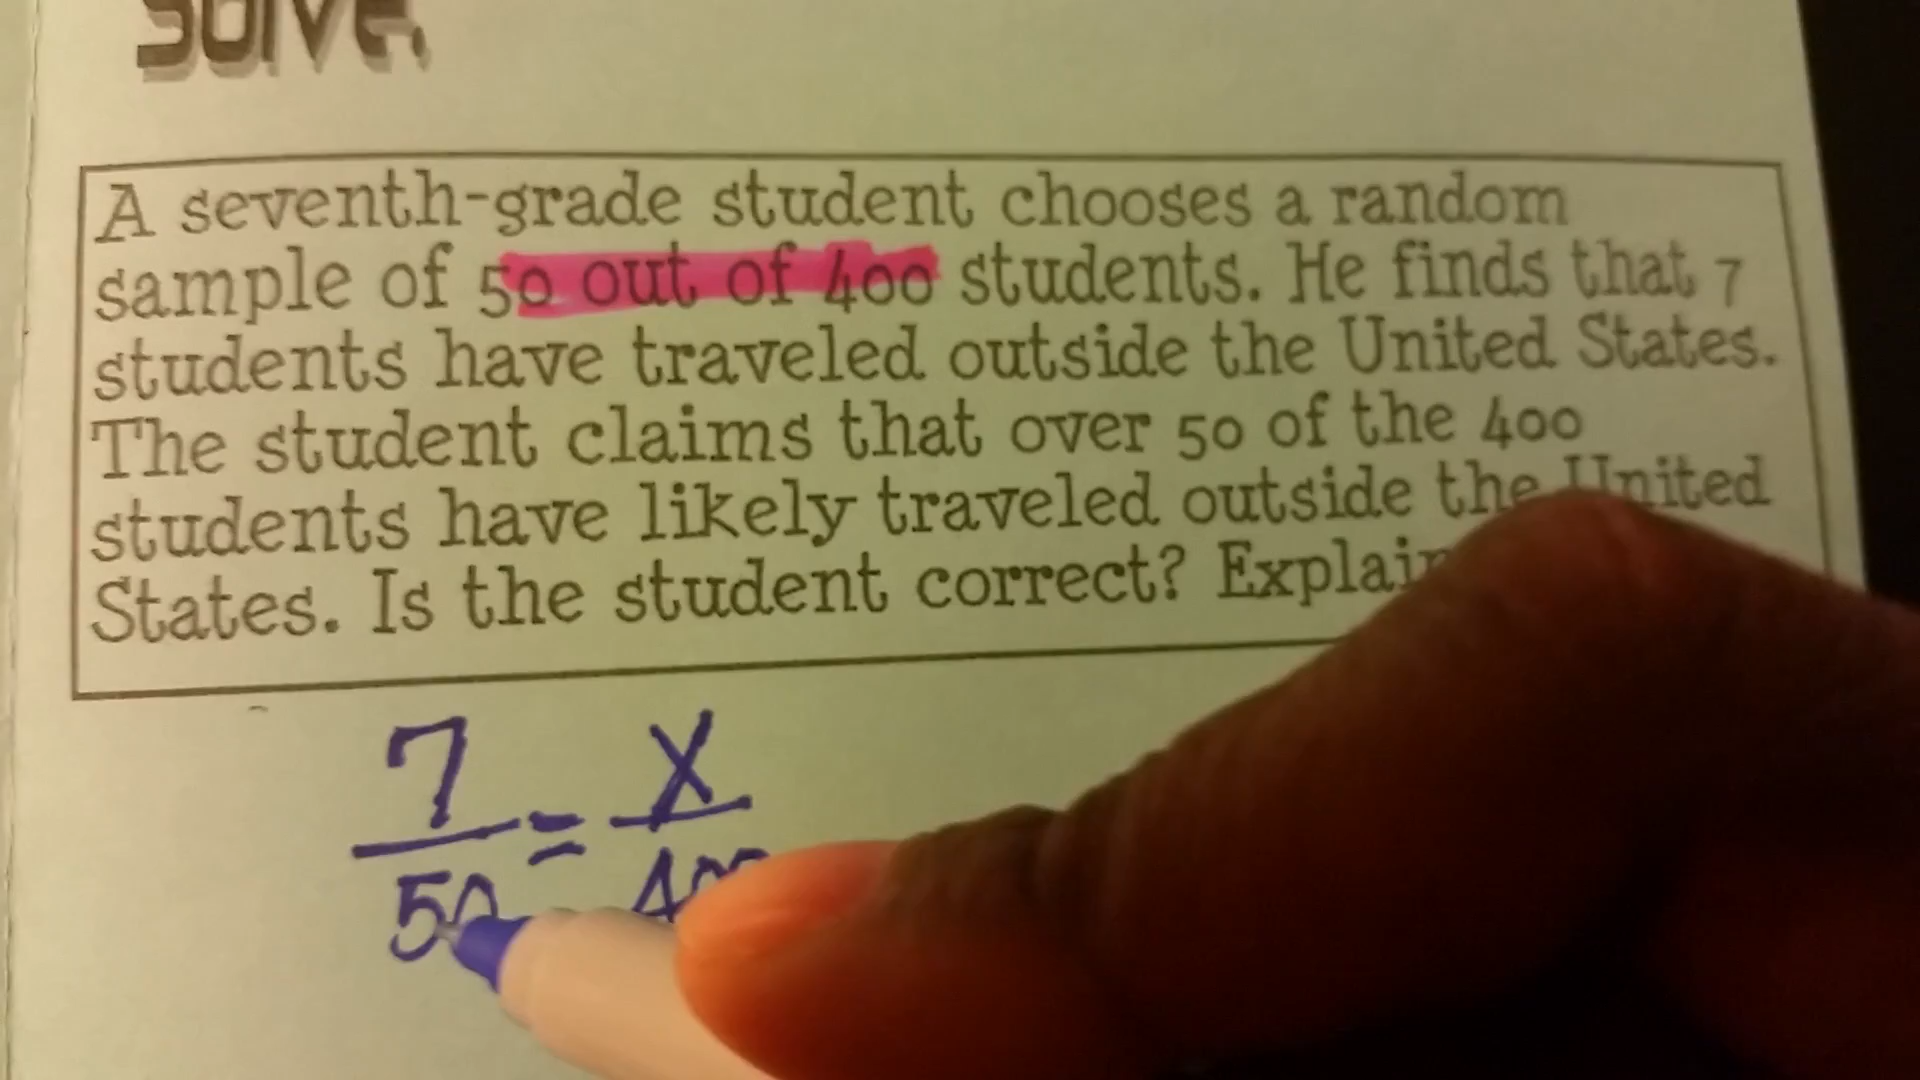 Solve.
A seventh-grade student chooses a random
sample of 50 out of 400 students. He finds that 7
students have traveled outside the United States.
The student claims that over 50 of the 400
students have likely traveled outside the United
States. Is the student correct?
7 = x
50